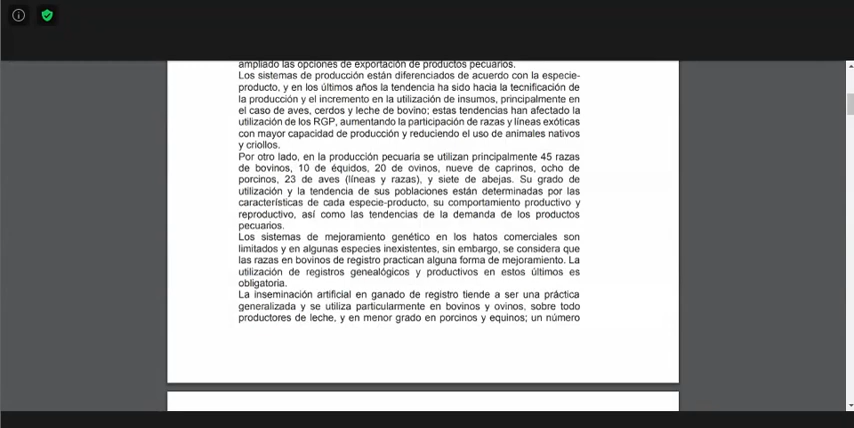 ampliado las opciones de exportación de productos pecuarios.
Los sistemas de producción están diferenciados de acuerdo con la especie-
producto, y en los últimos años la tendencia ha sido hacia la tecnificación de
la producción y el incremento en la utilización de insumos, principalmente en
el caso de aves, cerdos y leche de bovino; estas tendencias han afectado la
utilización de los RGP, aumentando la participación de razas y líneas exóticas
con mayor capacidad de producción y reduciendo el uso de animales nativos
y criollos.
Por otro lado, en la producción pecuaria se utilizan principalmente 45 razas
de bovinos, 10 de équidos, 20 de ovinos, nueve de caprinos, ocho de
porcinos, 23 de aves (líneas y razas), y siete de abejas. Su grado de
utilización y la tendencia de sus poblaciones están determinadas por las
características de cada especie-producto, su comportamiento productivo y
reproductivo, así como las tendencias de la demanda de los productos
pecuarios.
Los sistemas de mejoramiento genético en los hatos comerciales son
limitados y en algunas especies inexistentes, sin embargo, se considera que
las razas en bovinos de registro practican alguna forma de mejoramiento. La
utilización de registros genealógicos y productivos en estos últimos es
obligatoria.
La inseminación artificial en ganado de registro tiende a ser una práctica
generalizada y se utiliza particularmente en bovinos y ovinos, sobre todo
productores de leche, y en menor grado en porcinos y equinos; un número